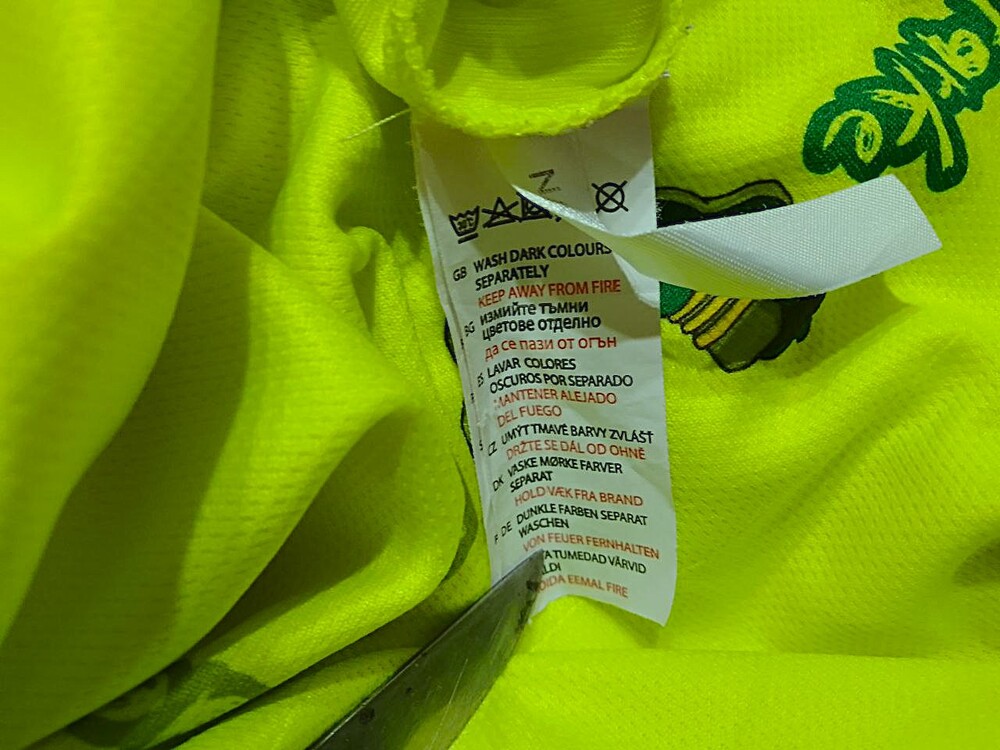 GB WASH DARK COLOURS
SEPARATELY
KEEP AWAY FROM FIRE
BG измийте тъмни
цветове отделно
да се пази от огън
ES LAVAR COLORES
OSCUROS POR SEPARADO
MANTENER ALEJADO
DEL FUEGO
CZ UMÝT TMAVÉ BARVY ZVLÁŠŤ
DRŽTE SE DÁL OD OHNĚ
DK VASKE MØRKE FARVER
SEPARAT
HOLD VÆK FRA BRAND
DE DUNKLE FARBEN SEPARAT
WASCHEN
VON FEUER FERNHALTEN
TUMEDAD VÄRVID
EEMAL FIRE